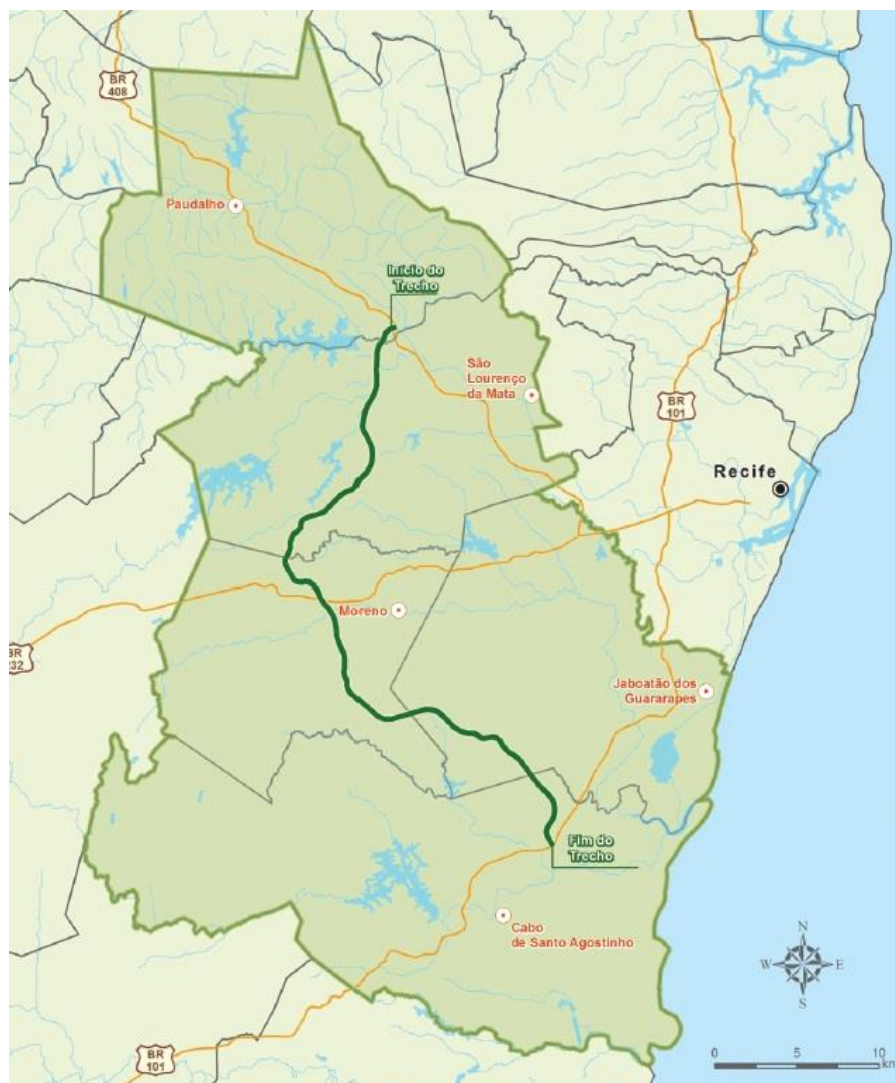 BR
408
Paudalho
Início do
Trecho
São
Lourenço
da Mata
BR
101
Recife
Moreno
BR
232
Jaboatão dos
Guararapes
Fim do
Trecho
Cabo
de Santo Agostinho
N
W
E
S
BR
101
0
5
10
km